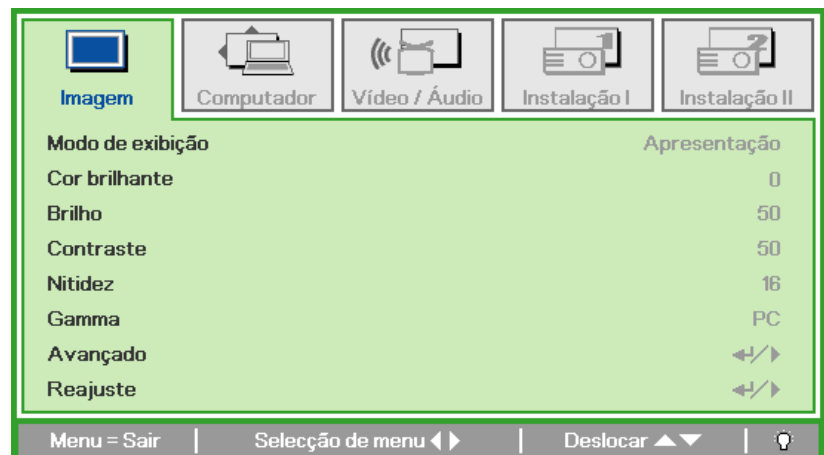 Imagem Computador Vídeo / Áudio Instalação I Instalação II
Modo de exibição Apresentação
Cor brilhante 0
Brilho 50
Contraste 50
Nitidez 16
Gamma PC
Avançado ↵/▶
Reajuste ↵/▶
Menu = Sair | Selecção de menu ◀▶ | Deslocar ▲▼ |